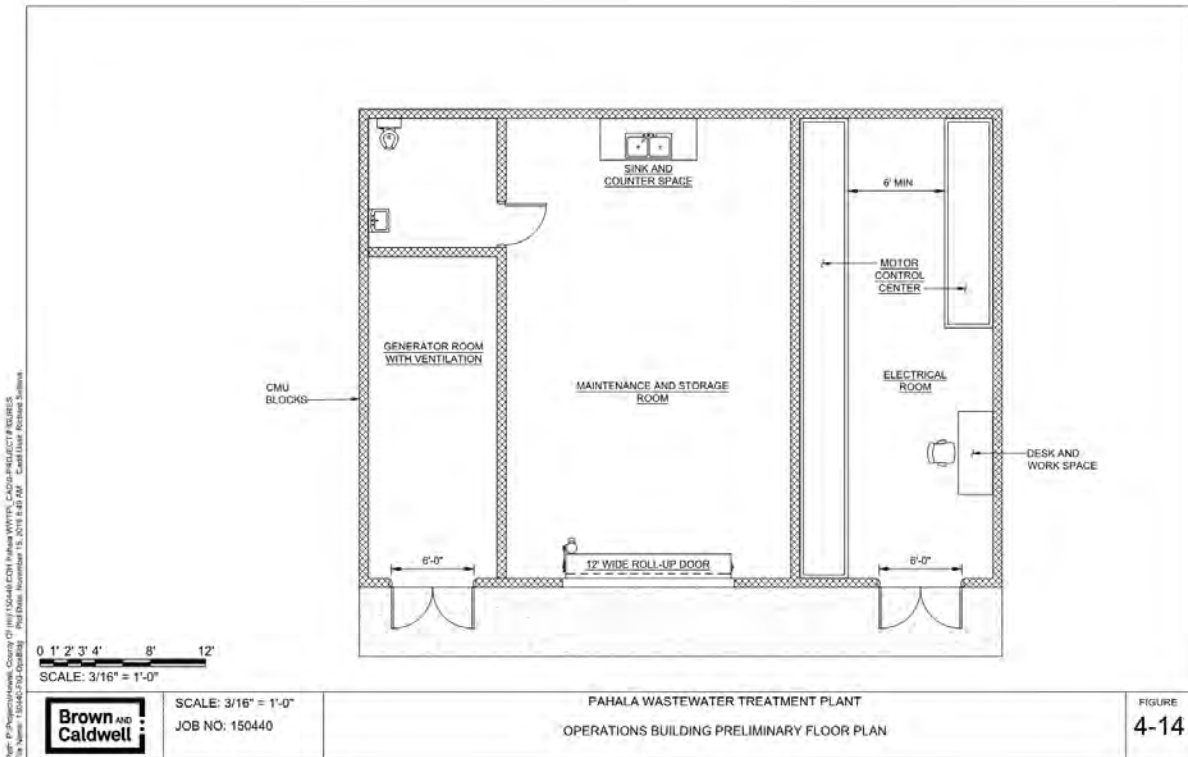 SINK AND
COUNTER SPACE
6' MIN
MOTOR
CONTROL
CENTER
GENERATOR ROOM
WITH VENTILATION
CMU
BLOCKS
MAINTENANCE AND STORAGE
ROOM
ELECTRICAL
ROOM
DESK AND
WORK SPACE
6'-0"
12' WIDE ROLL-UP DOOR
6'-0"
0 1' 2' 3' 4' 8' 12'
SCALE: 3/16" = 1'-0"
Brown AND
Caldwell
SCALE: 3/16" = 1'-0"
JOB NO: 150440
PAHALA WASTEWATER TREATMENT PLANT
OPERATIONS BUILDING PRELIMINARY FLOOR PLAN
FIGURE
4-14